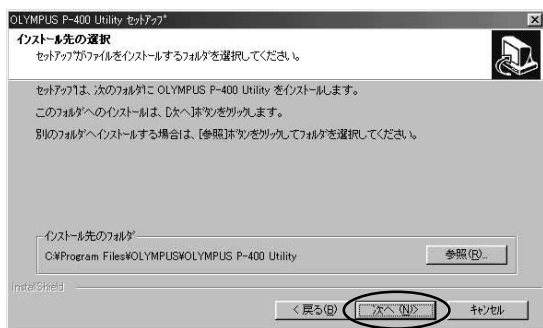 OLYMPUS P-400 Utility セットアップ
インストール先の選択
セットアップがファイルをインストールするフォルダを選択してください。
セットアップは、次のフォルダに OLYMPUS P-400 Utility をインストールします。
このフォルダへのインストールは、[次へ]ボタンをクリックします。
別のフォルダへインストールする場合は、[参照]ボタンをクリックしてフォルダを選択してください。
インストール先のフォルダ
C:¥Program Files¥OLYMPUS¥OLYMPUS P-400 Utility
参照(R)...
InstallShield
< 戻る(B)
次へ (N)>
キャンセル